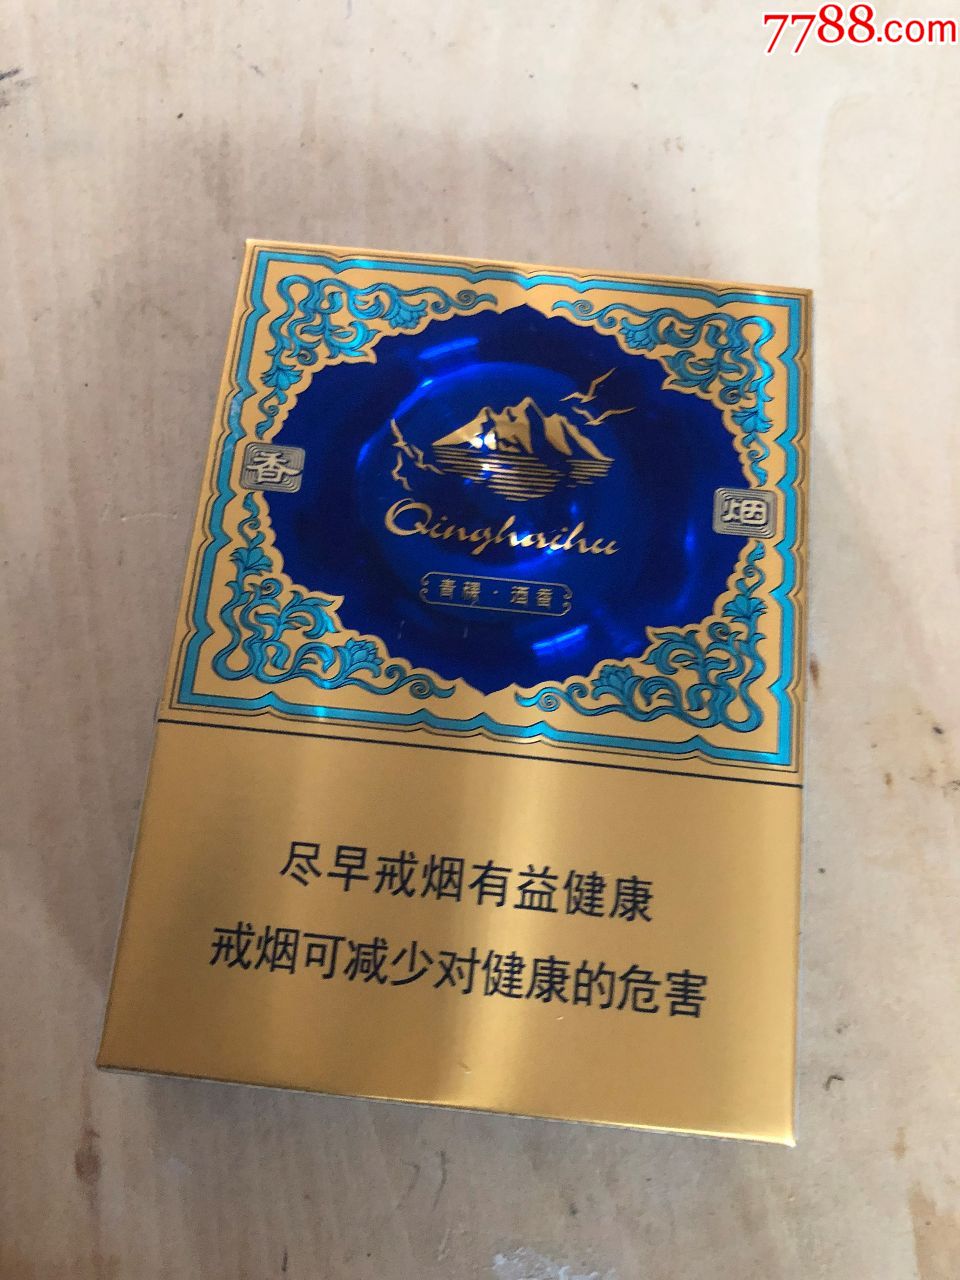 7788.com
香
烟
Qinghaihu
青稞·酒香
尽早戒烟有益健康
戒烟可减少对健康的危害